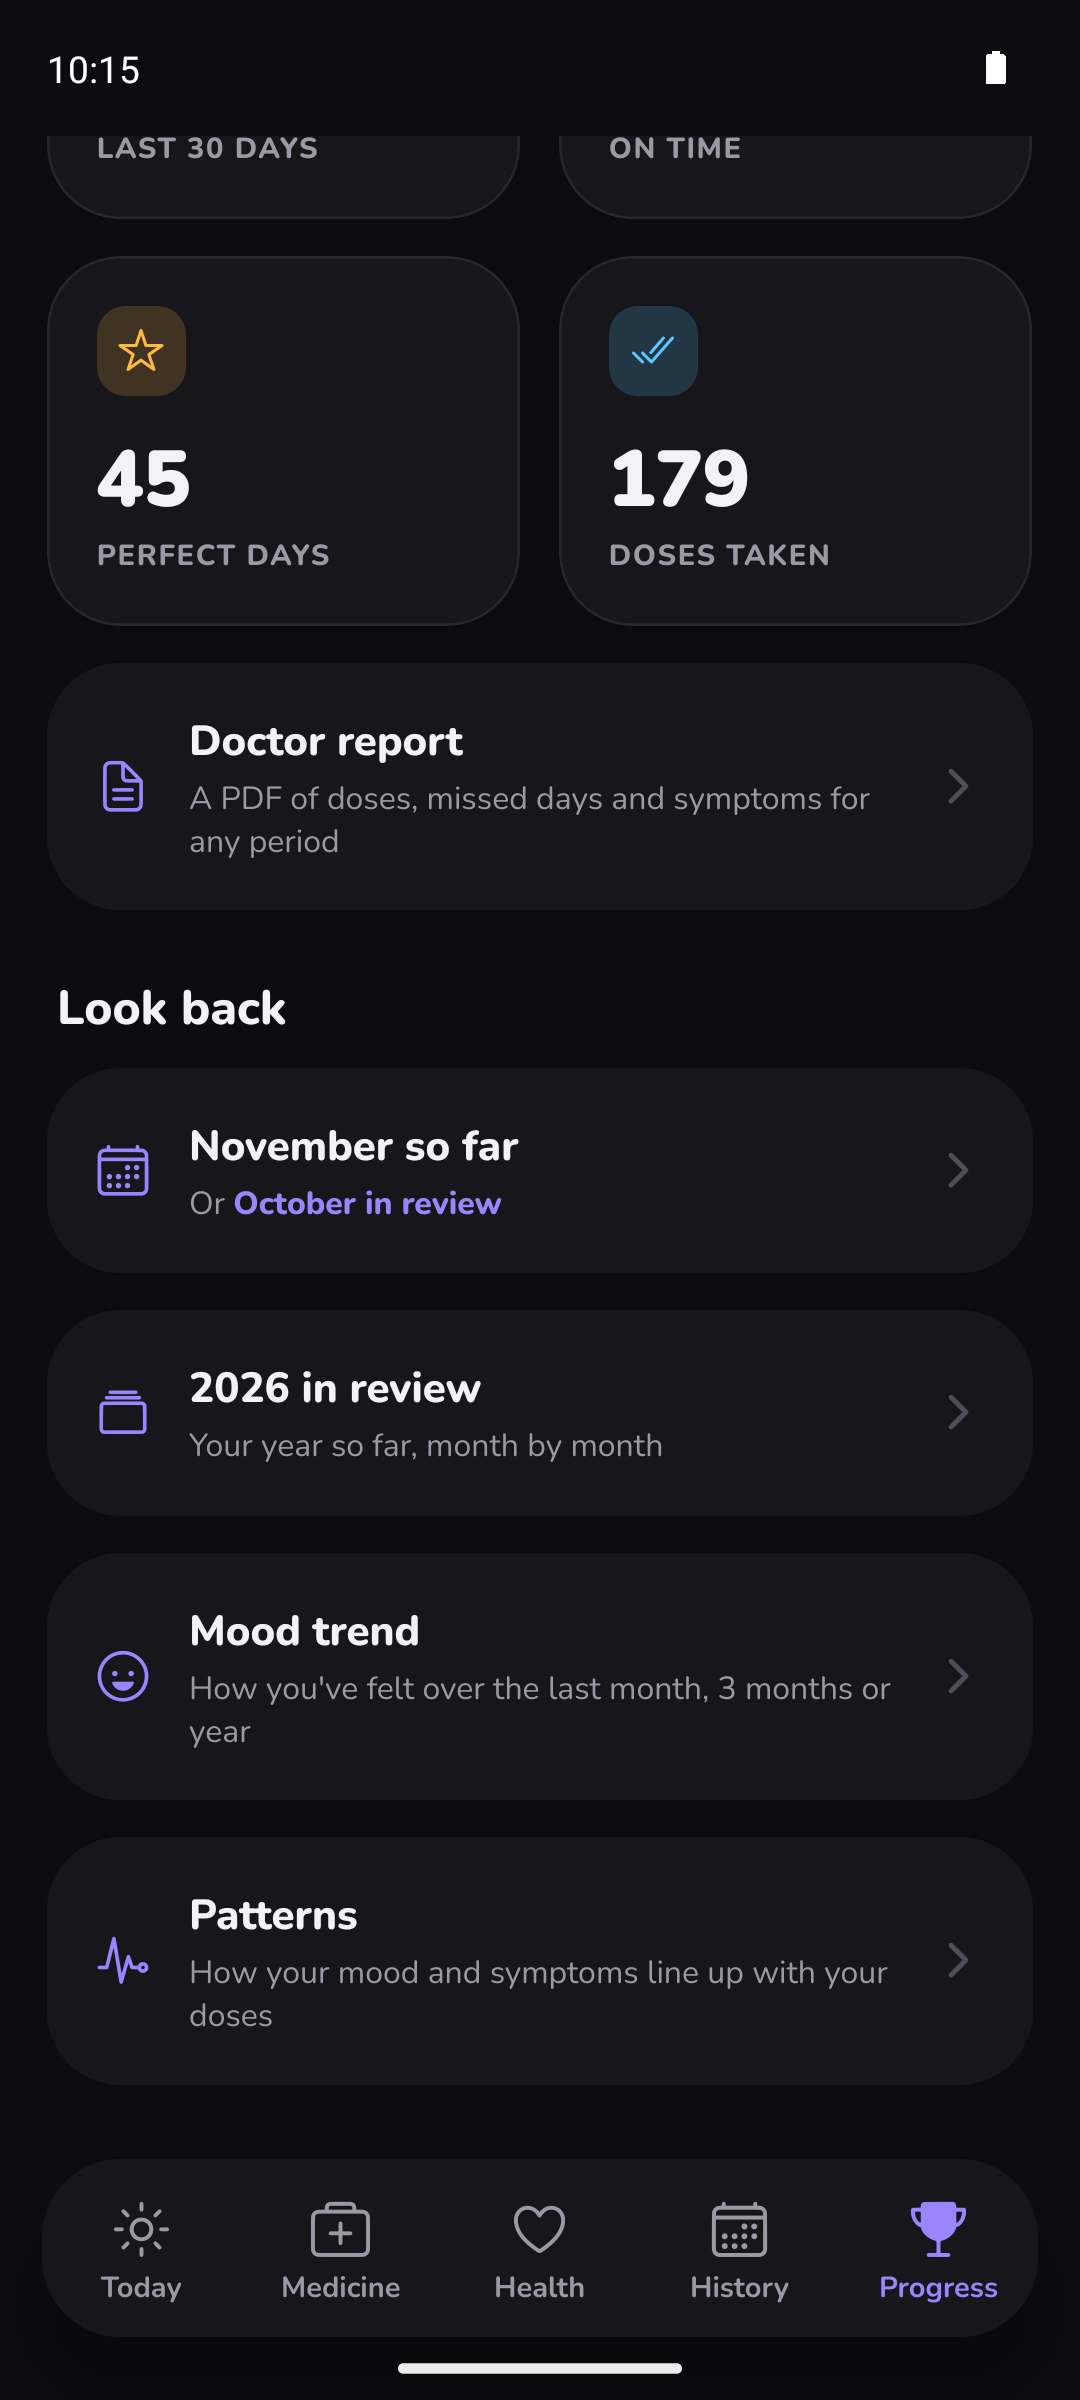 10:15
LAST 30 DAYS
ON TIME
45
PERFECT DAYS
179
DOSES TAKEN
Doctor report
A PDF of doses, missed days and symptoms for
any period
Look back
November so far
Or October in review
2026 in review
Your year so far, month by month
Mood trend
How you've felt over the last month, 3 months or
year
Patterns
How your mood and symptoms line up with your
doses
Today
Medicine
Health
History
Progress